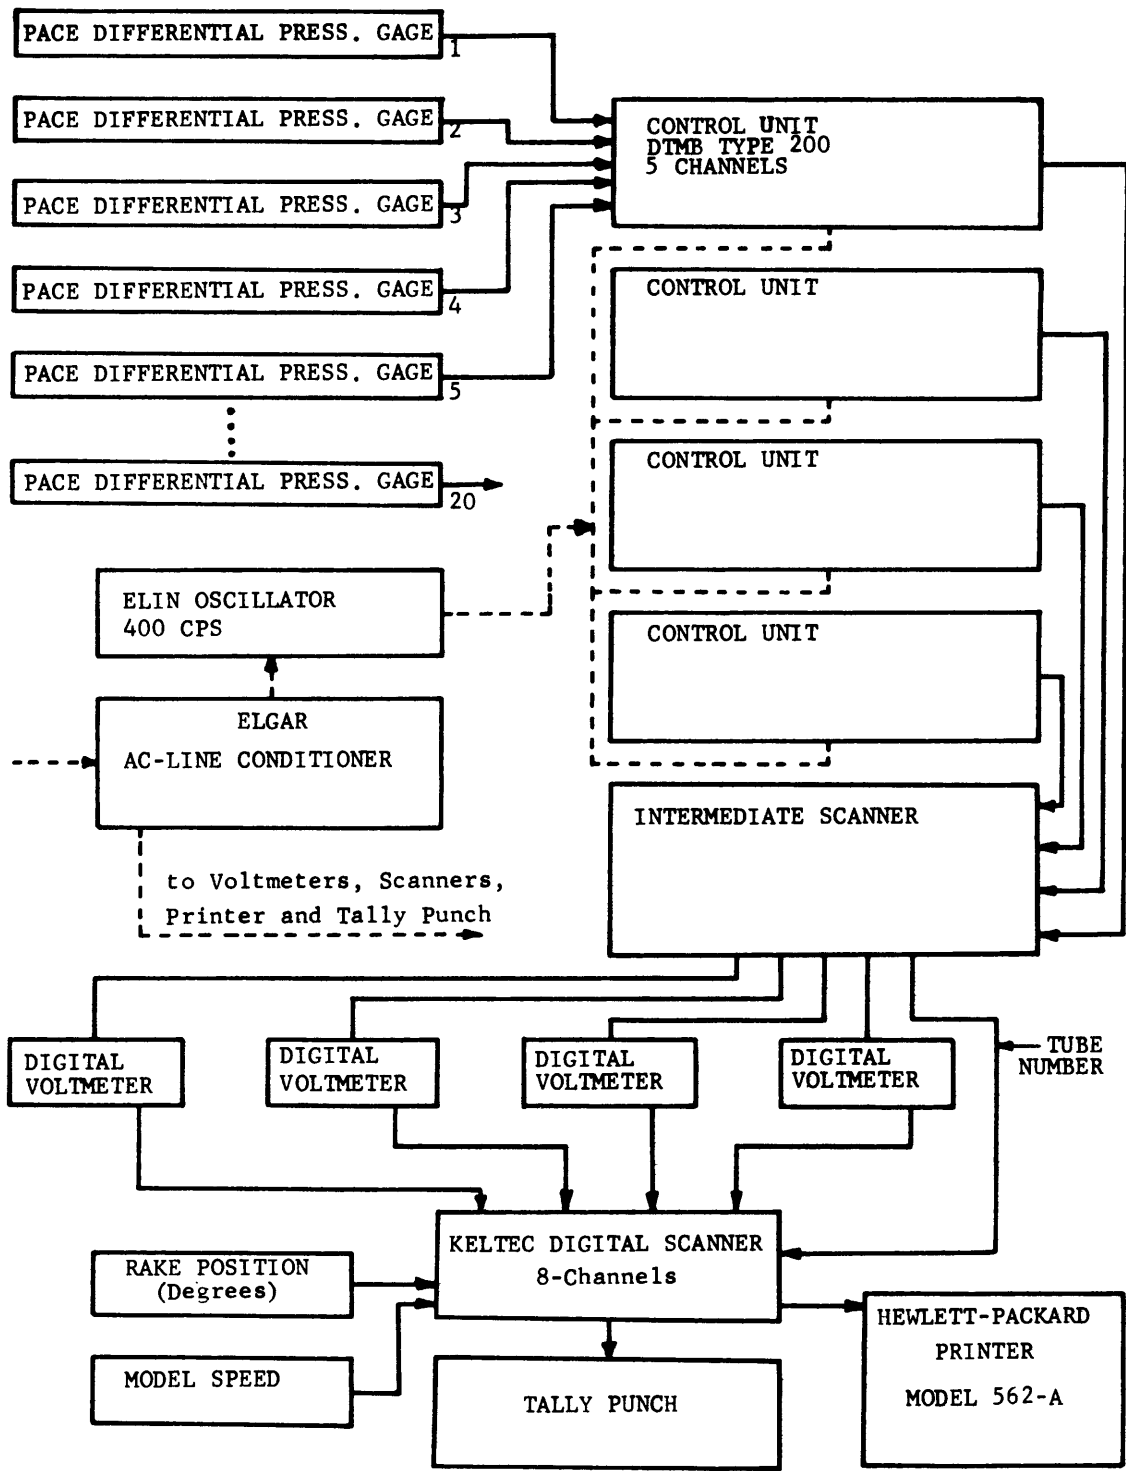 PACE DIFFERENTIAL PRESS. GAGE 1
PACE DIFFERENTIAL PRESS. GAGE 2
PACE DIFFERENTIAL PRESS. GAGE 3
PACE DIFFERENTIAL PRESS. GAGE 4
PACE DIFFERENTIAL PRESS. GAGE 5
PACE DIFFERENTIAL PRESS. GAGE 20
CONTROL UNIT
DTMB TYPE 200
5 CHANNELS
CONTROL UNIT
CONTROL UNIT
CONTROL UNIT
ELIN OSCILLATOR
400 CPS
ELGAR
AC-LINE CONDITIONER
to Voltmeters, Scanners,
Printer and Tally Punch
INTERMEDIATE SCANNER
DIGITAL
VOLTMETER
DIGITAL
VOLTMETER
DIGITAL
VOLTMETER
DIGITAL
VOLTMETER
TUBE
NUMBER
KELTEC DIGITAL SCANNER
8-Channels
RAKE POSITION
(Degrees)
MODEL SPEED
TALLY PUNCH
HEWLETT-PACKARD
PRINTER
MODEL 562-A